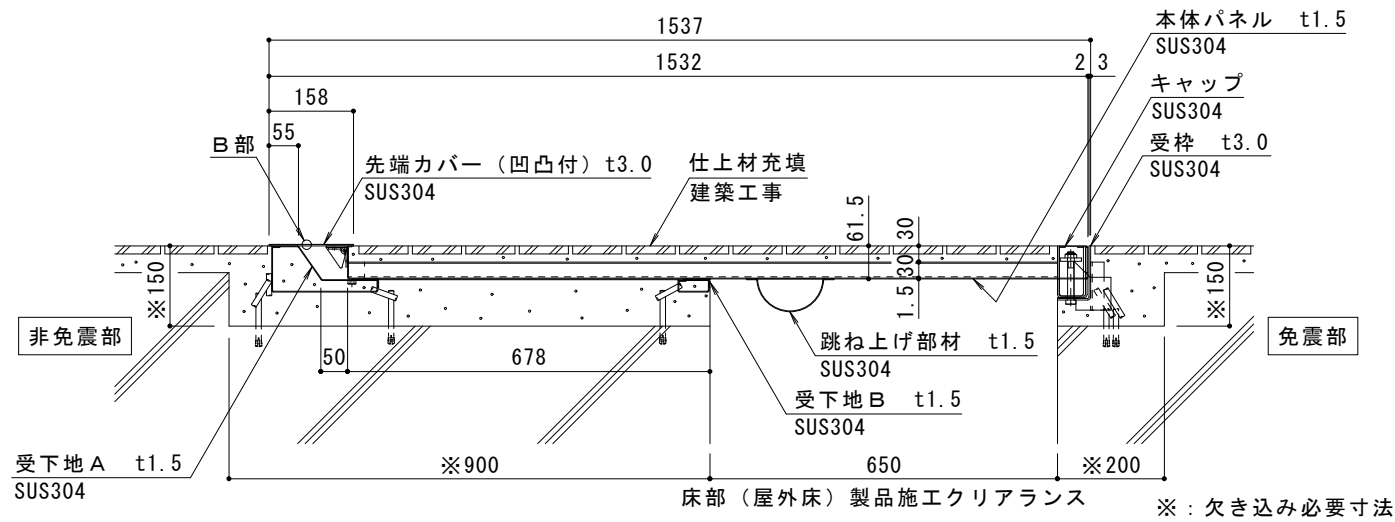 1537
本体パネル t1.5
SUS304
1532
2 3
キャップ
SUS304
158
受枠 t3.0
SUS304
55
B部
先端カバー（凹凸付）t3.0
SUS304
仕上材充填
建築工事
61.5
30
30
1.5
※150
※150
非免震部
免震部
50
678
跳ね上げ部材 t1.5
SUS304
受下地B t1.5
SUS304
受下地A t1.5
SUS304
※900
650
※200
床部（屋外床）製品施工クリアランス
※：欠き込み必要寸法